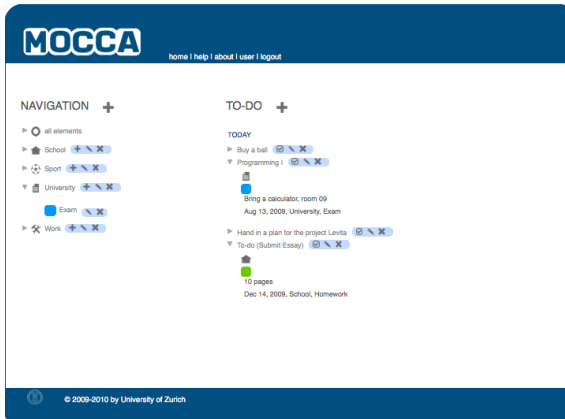 MOCCA
home | help | about | user | logout
NAVIGATION
all elements
School
Sport
University
Exam
Work
TO-DO
TODAY
Buy a ball
Programming I
Bring a calculator, room 09
Aug 13, 2009, University, Exam
Hand in a plan for the project Levita
To-do (Submit Essay)
10 pages
Dec 14, 2009, School, Homework
© 2009-2010 by University of Zurich